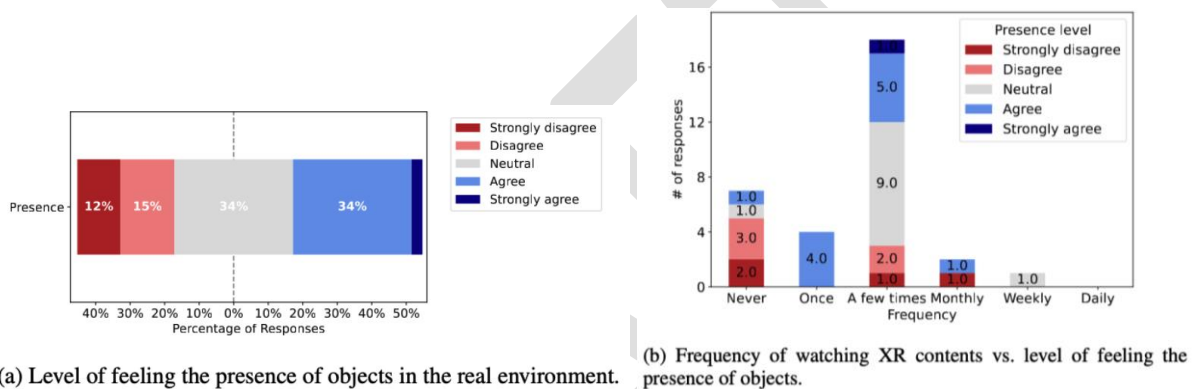 12%
15%
34%
34%
Presence
40% 30% 20% 10% 0% 10% 20% 30% 40% 50%
Percentage of Responses
Strongly disagree
Disagree
Neutral
Agree
Strongly agree
(a) Level of feeling the presence of objects in the real environment.
Presence level
Strongly disagree
Disagree
Neutral
Agree
Strongly agree
# of responses
16
12
8
4
0
1.0
1.0
3.0
2.0
4.0
1.0
5.0
9.0
2.0
1.0
1.0
1.0
1.0
Never Once A few times Monthly Weekly Daily
Frequency
(b) Frequency of watching XR contents vs. level of feeling the
presence of objects.